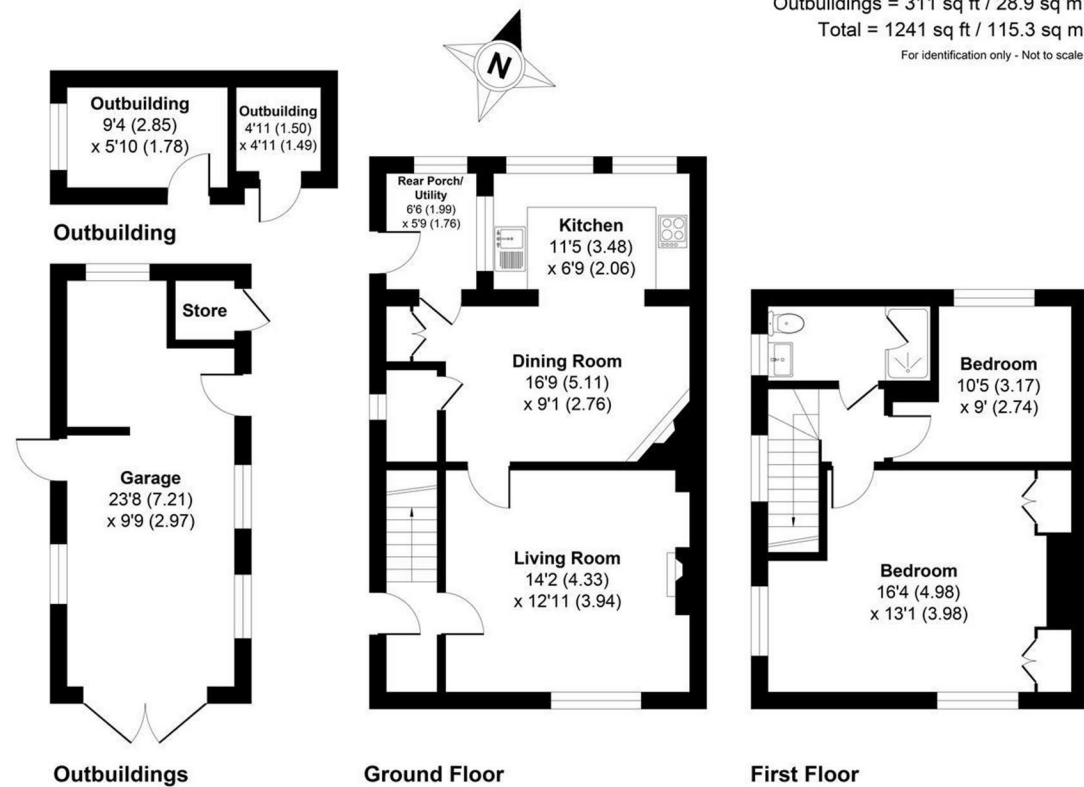 Outbuildings = 311 sq ft / 28.9 sq m
Total = 1241 sq ft / 115.3 sq m
For identification only - Not to scale
N
Outbuilding
9'4 (2.85)
x 5'10 (1.78)
Outbuilding
4'11 (1.50)
x 4'11 (1.49)
Outbuilding
Store
Garage
23'8 (7.21)
x 9'9 (2.97)
Outbuildings
Rear Porch/
Utility
6'6 (1.99)
x 5'9 (1.76)
Kitchen
11'5 (3.48)
x 6'9 (2.06)
Dining Room
16'9 (5.11)
x 9'1 (2.76)
Living Room
14'2 (4.33)
x 12'11 (3.94)
Ground Floor
Bedroom
10'5 (3.17)
x 9' (2.74)
Bedroom
16'4 (4.98)
x 13'1 (3.98)
First Floor